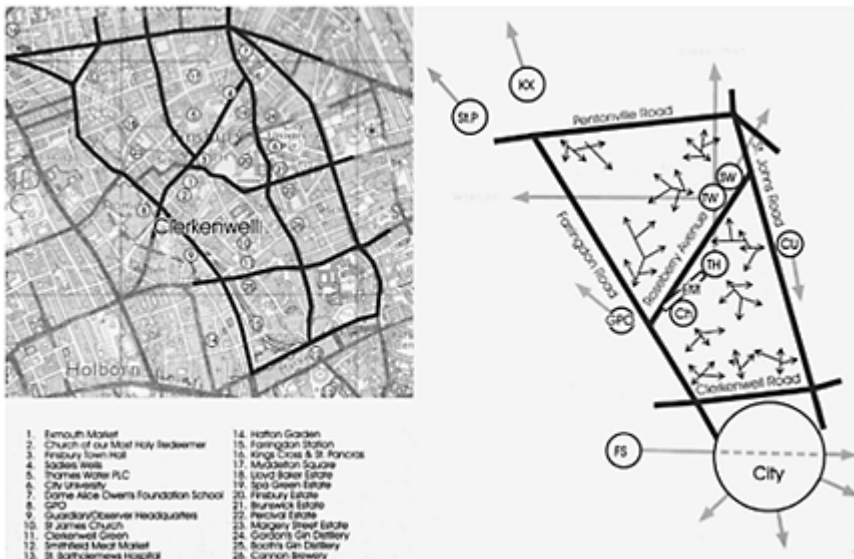 Finsbury
Clerkenwell
Holborn
1. Exmouth Market
2. Church of our Most Holy Redeemer
3. Finsbury Town Hall
4. Sadlers Wells
5. Thames Water PLC
6. City University
7. Dame Alice Owen's Foundation School
8. GPO
9. Guardian/Observer Headquarters
10. St James Church
11. Clerkenwell Green
12. Smithfield Meat Market
13. St. Bartholomews Hospital
14. Hatton Garden
15. Farringdon Station
16. Kings Cross & St. Pancras
17. Myddelton Square
18. Lloyd Baker Estate
19. Spa Green Estate
20. Finsbury Estate
21. Brunswick Estate
22. Percival Estate
23. Margery Street Estate
24. Gordon's Gin Distillery
25. Booth's Gin Distillery
26. Cannon Brewery
KX
St.P
Pentonville Road
St. Johns Road
SW
TW
Farringdon Road
Roseberry Avenue
CU
TH
EM
Ch
GPO
Clerkenwell Road
FS
City